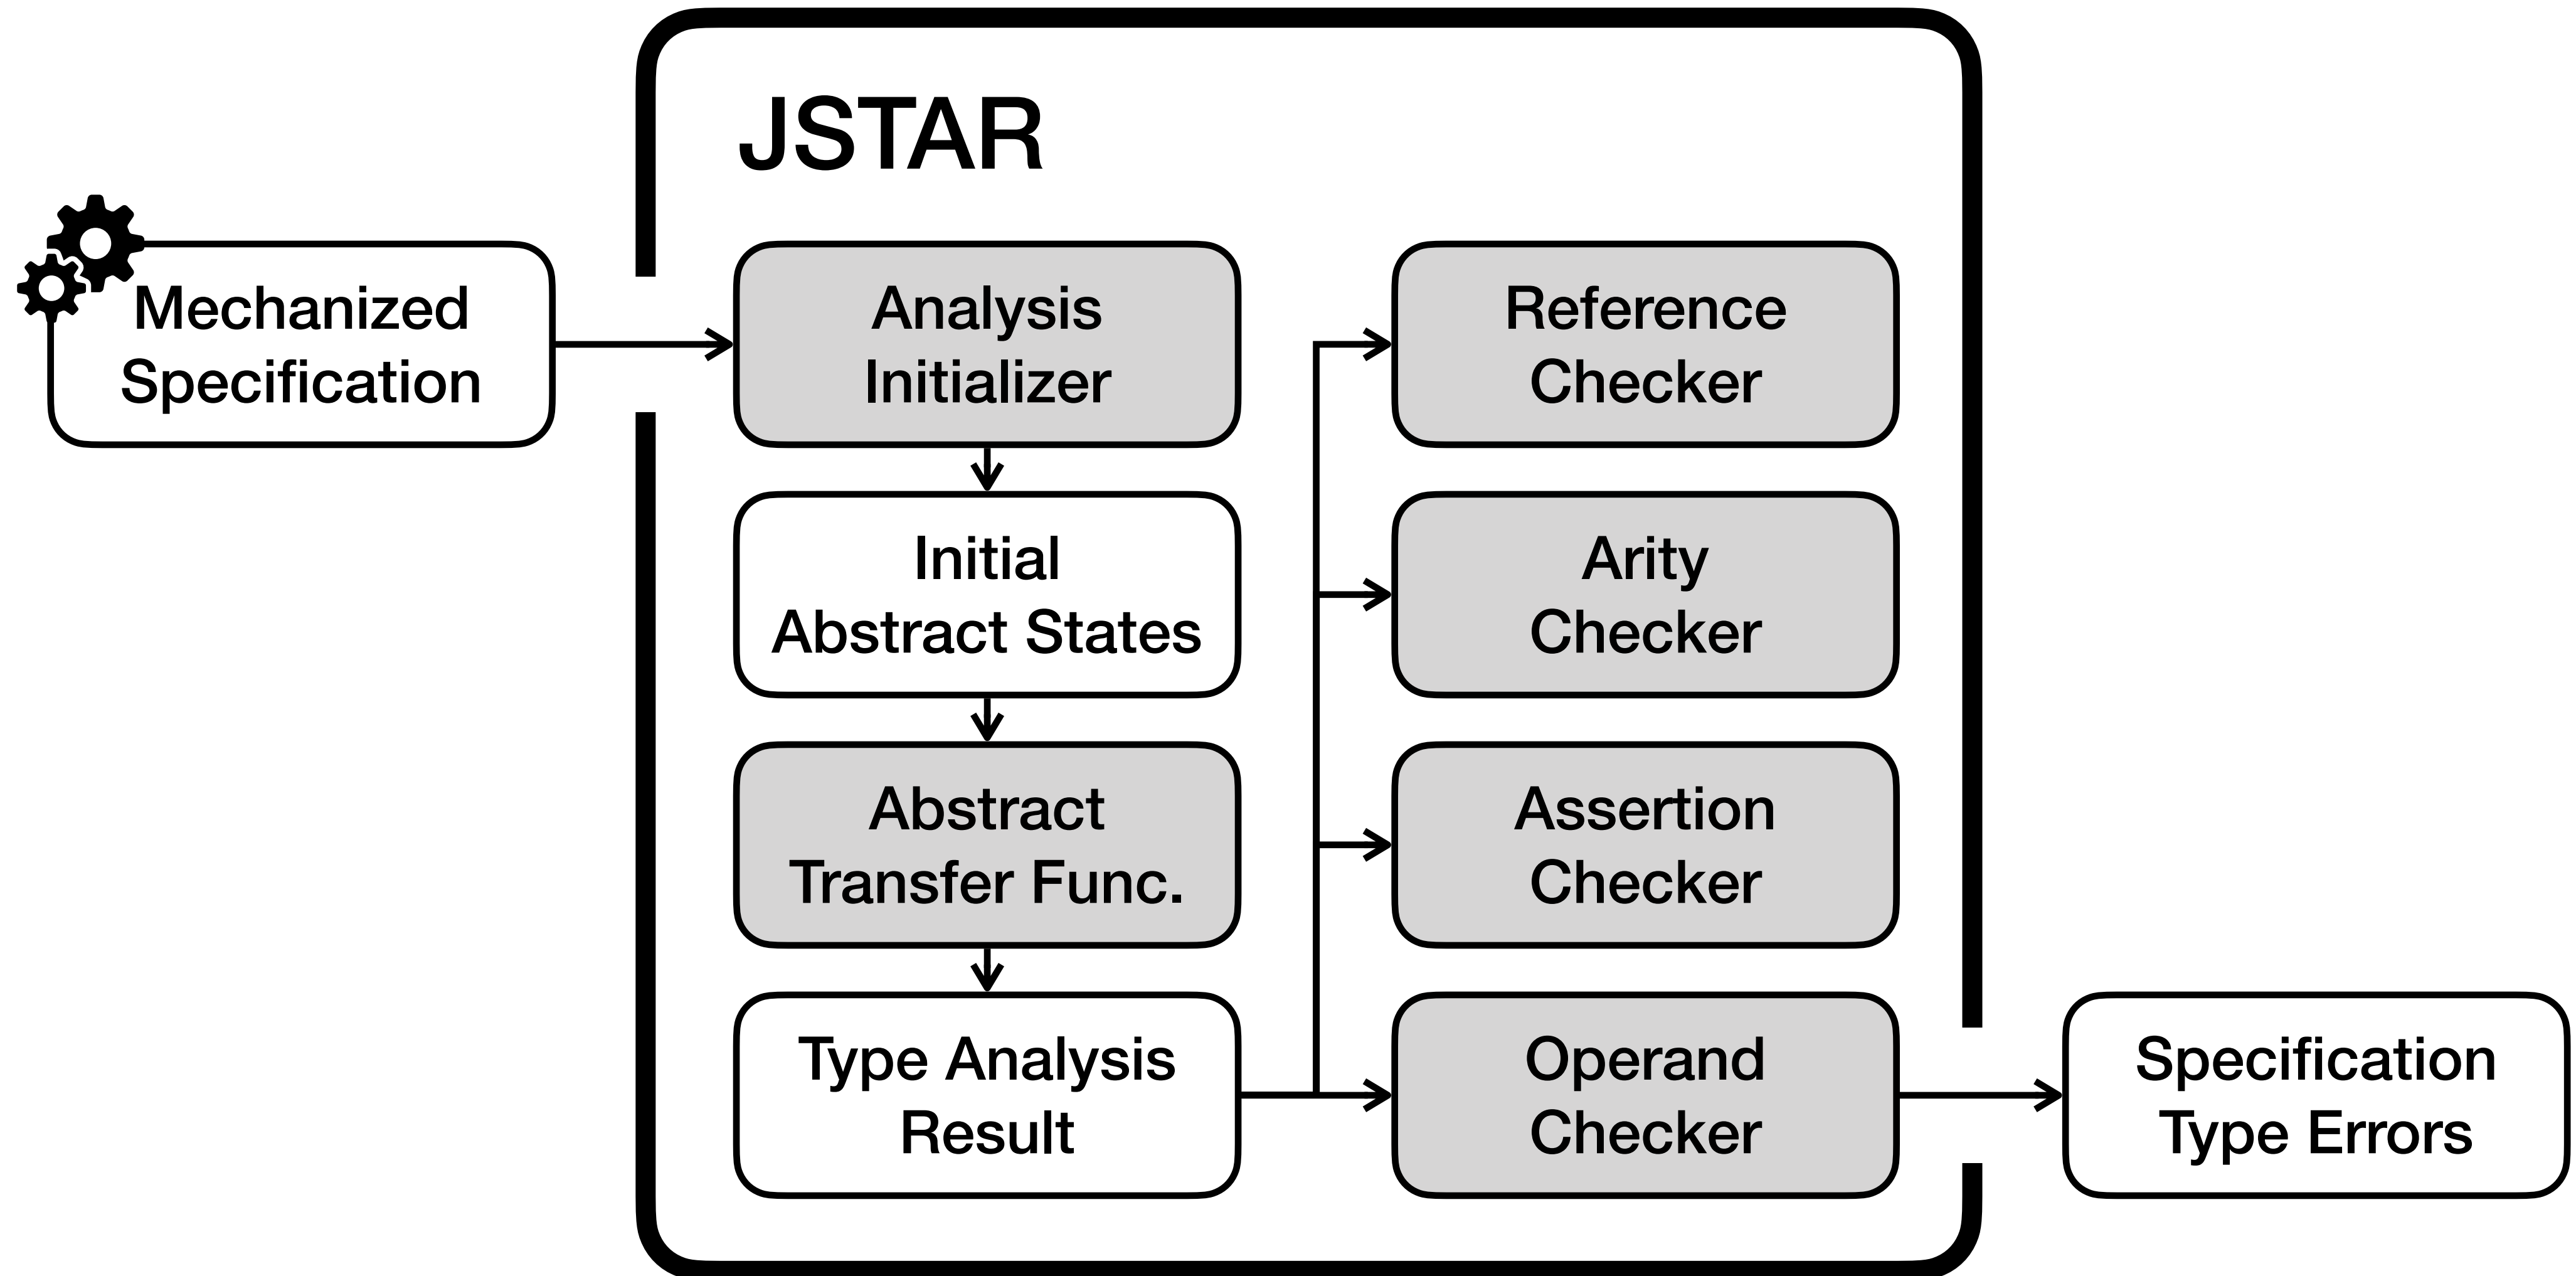 JSTAR
Mechanized
Specification
Analysis
Initializer
Initial
Abstract States
Abstract
Transfer Func.
Type Analysis
Result
Reference
Checker
Arity
Checker
Assertion
Checker
Operand
Checker
Specification
Type Errors